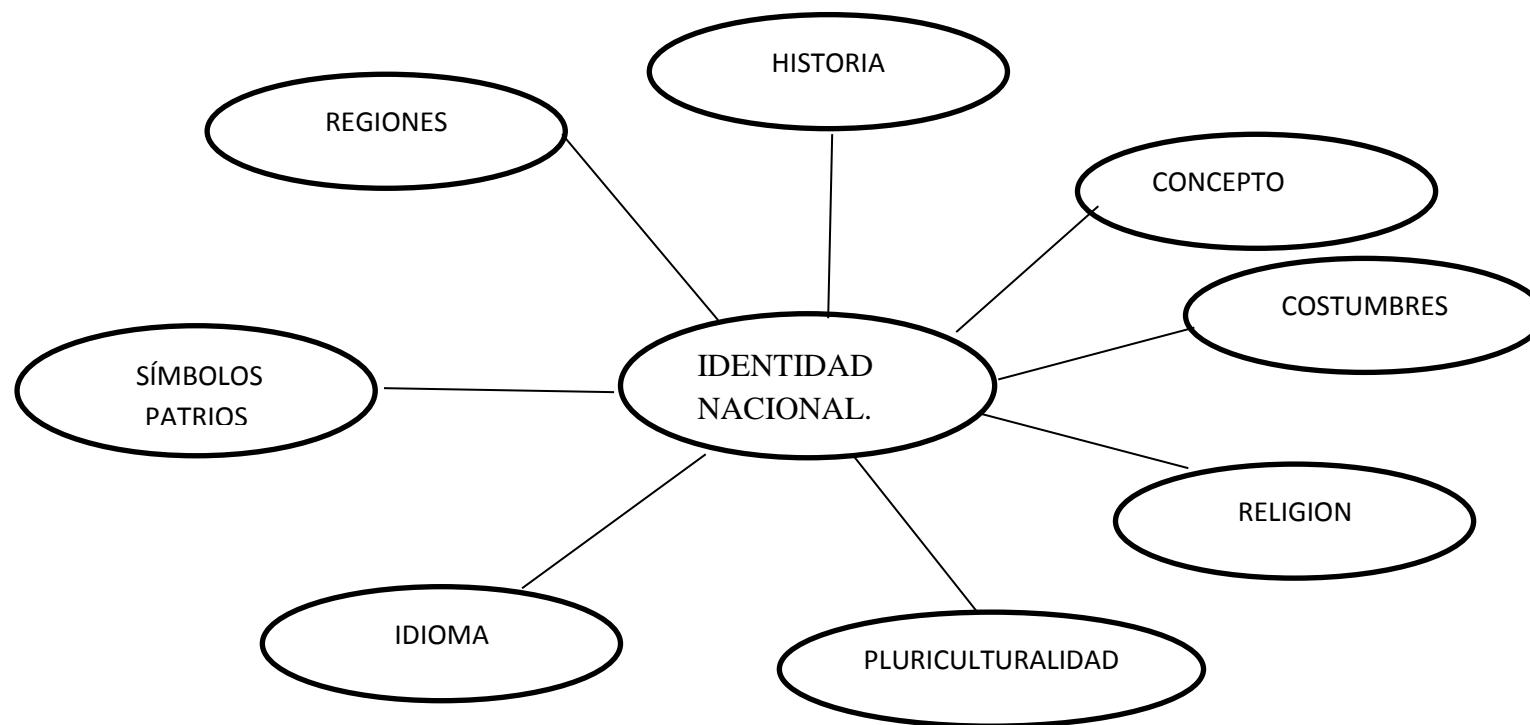 HISTORIA
REGIONES
CONCEPTO
COSTUMBRES
IDENTIDAD
NACIONAL.
SÍMBOLOS
PATRIOS
RELIGION
IDIOMA
PLURICULTURALIDAD